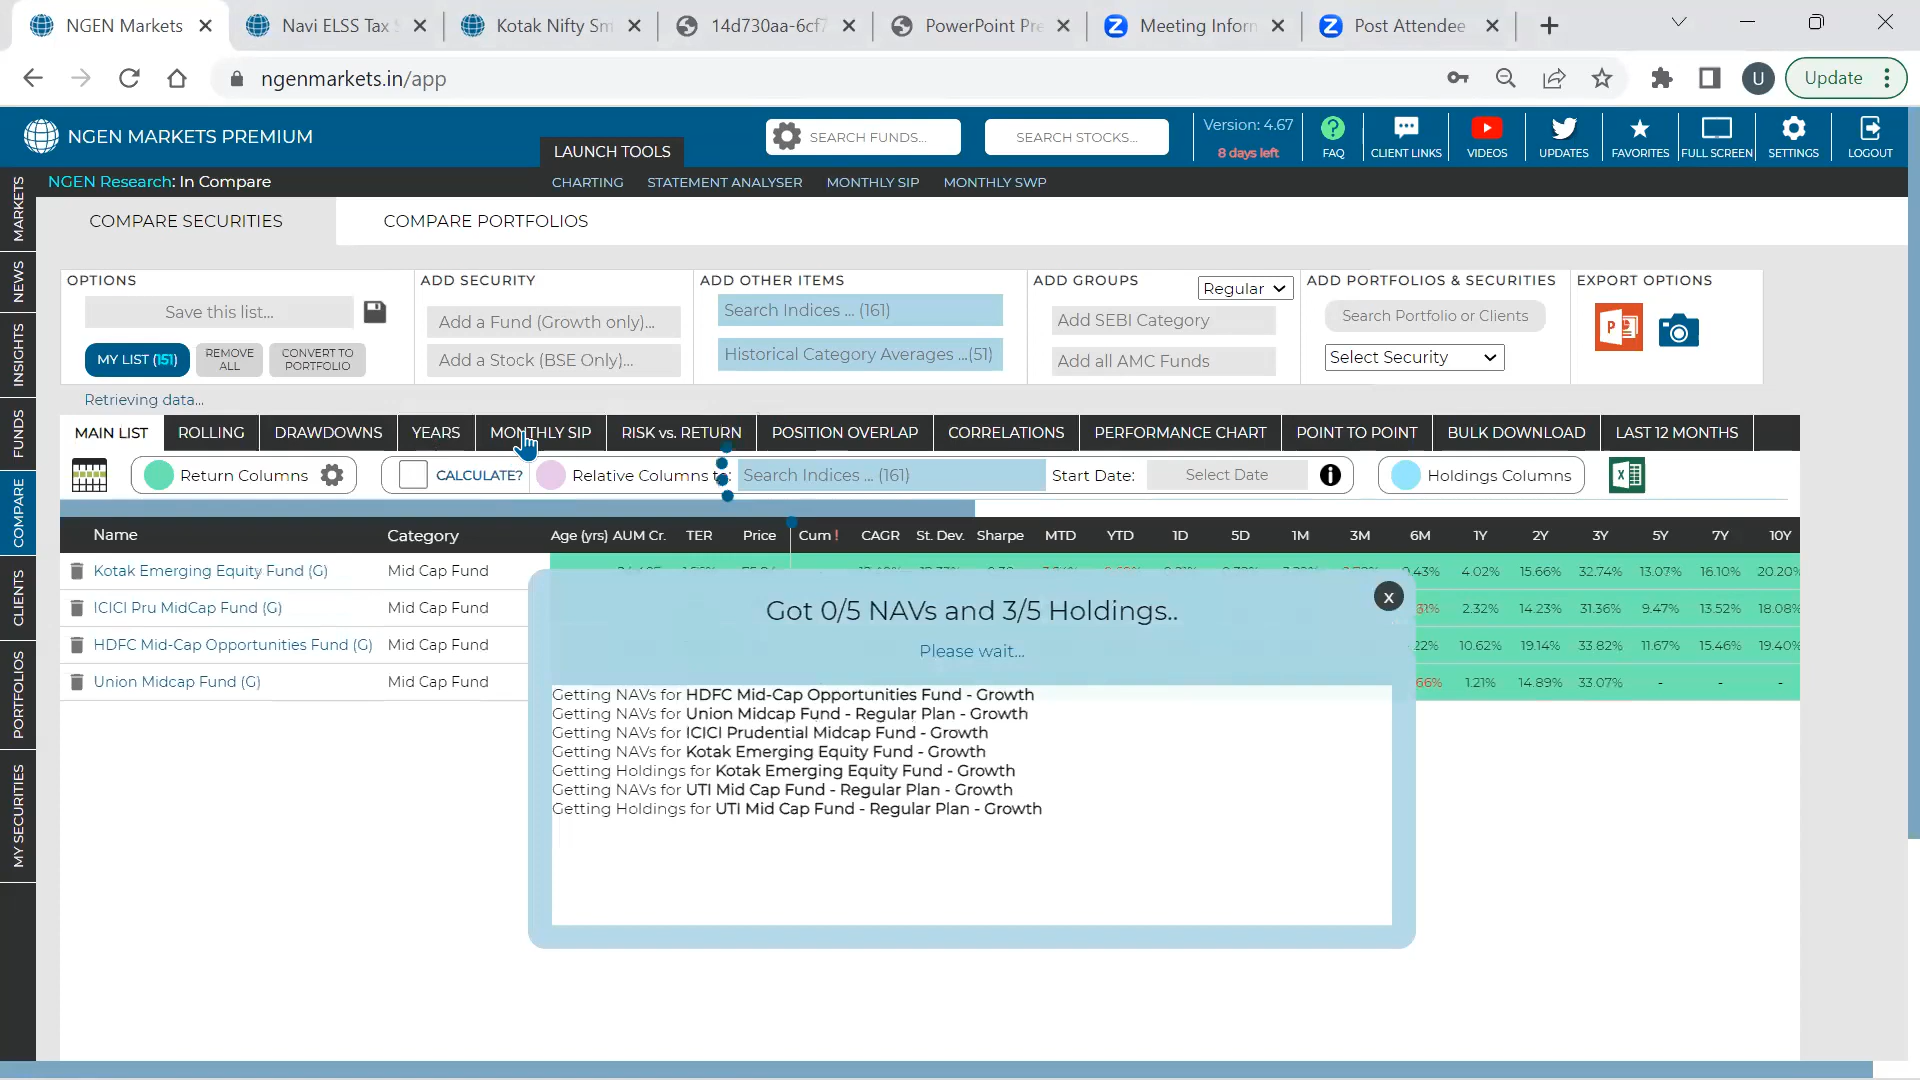 NGEN Markets
Navi ELSS Tax S
Kotak Nifty Sm
14d730aa-6cf7
PowerPoint Pre
Meeting Inform
Post Attendee
ngenmarkets.in/app
U
Update
NGEN MARKETS PREMIUM
LAUNCH TOOLS
SEARCH FUNDS...
SEARCH STOCKS...
Version: 4.67
8 days left
FAQ
CLIENT LINKS
VIDEOS
UPDATES
FAVORITES
FULL SCREEN
SETTINGS
LOGOUT
NGEN Research: In Compare
CHARTING STATEMENT ANALYSER MONTHLY SIP MONTHLY SWP
MARKETS
NEWS
INSIGHTS
FUNDS
COMPARE
CLIENTS
PORTFOLIOS
MY SECURITIES
COMPARE SECURITIES COMPARE PORTFOLIOS
OPTIONS
Save this list...
MY LIST (151)
REMOVE ALL
CONVERT TO PORTFOLIO
ADD SECURITY
Add a Fund (Growth only)...
Add a Stock (BSE Only)...
ADD OTHER ITEMS
Search Indices ... (161)
Historical Category Averages ...(51)
ADD GROUPS
Regular
Add SEBI Category
Add all AMC Funds
ADD PORTFOLIOS & SECURITIES
Search Portfolio or Clients
Select Security
EXPORT OPTIONS
Retrieving data...
MAIN LIST ROLLING DRAWDOWNS YEARS MONTHLY SIP RISK vs. RETURN POSITION OVERLAP CORRELATIONS PERFORMANCE CHART POINT TO POINT BULK DOWNLOAD LAST 12 MONTHS
Return Columns CALCULATE? Relative Columns Search Indices ... (161) Start Date: Select Date Holdings Columns
Name Category Age (yrs) AUM Cr. TER Price Cum ! CAGR St. Dev. Sharpe MTD YTD 1D 5D 1M 3M 6M 1Y 2Y 3Y 5Y 7Y 10Y
Kotak Emerging Equity Fund (G) Mid Cap Fund 4.02% 15.66% 32.74% 13.07% 16.10% 20.20%
ICICI Pru MidCap Fund (G) Mid Cap Fund 2.32% 14.23% 31.36% 9.47% 13.52% 18.08%
HDFC Mid-Cap Opportunities Fund (G) Mid Cap Fund 10.62% 19.14% 33.82% 11.67% 15.46% 19.40%
Union Midcap Fund (G) Mid Cap Fund 1.21% 14.89% 33.07% - - -
x
Got 0/5 NAVs and 3/5 Holdings..
Please wait...
Getting NAVs for HDFC Mid-Cap Opportunities Fund - Growth
Getting NAVs for Union Midcap Fund - Regular Plan - Growth
Getting NAVs for ICICI Prudential Midcap Fund - Growth
Getting NAVs for Kotak Emerging Equity Fund - Growth
Getting Holdings for Kotak Emerging Equity Fund - Growth
Getting NAVs for UTI Mid Cap Fund - Regular Plan - Growth
Getting Holdings for UTI Mid Cap Fund - Regular Plan - Growth